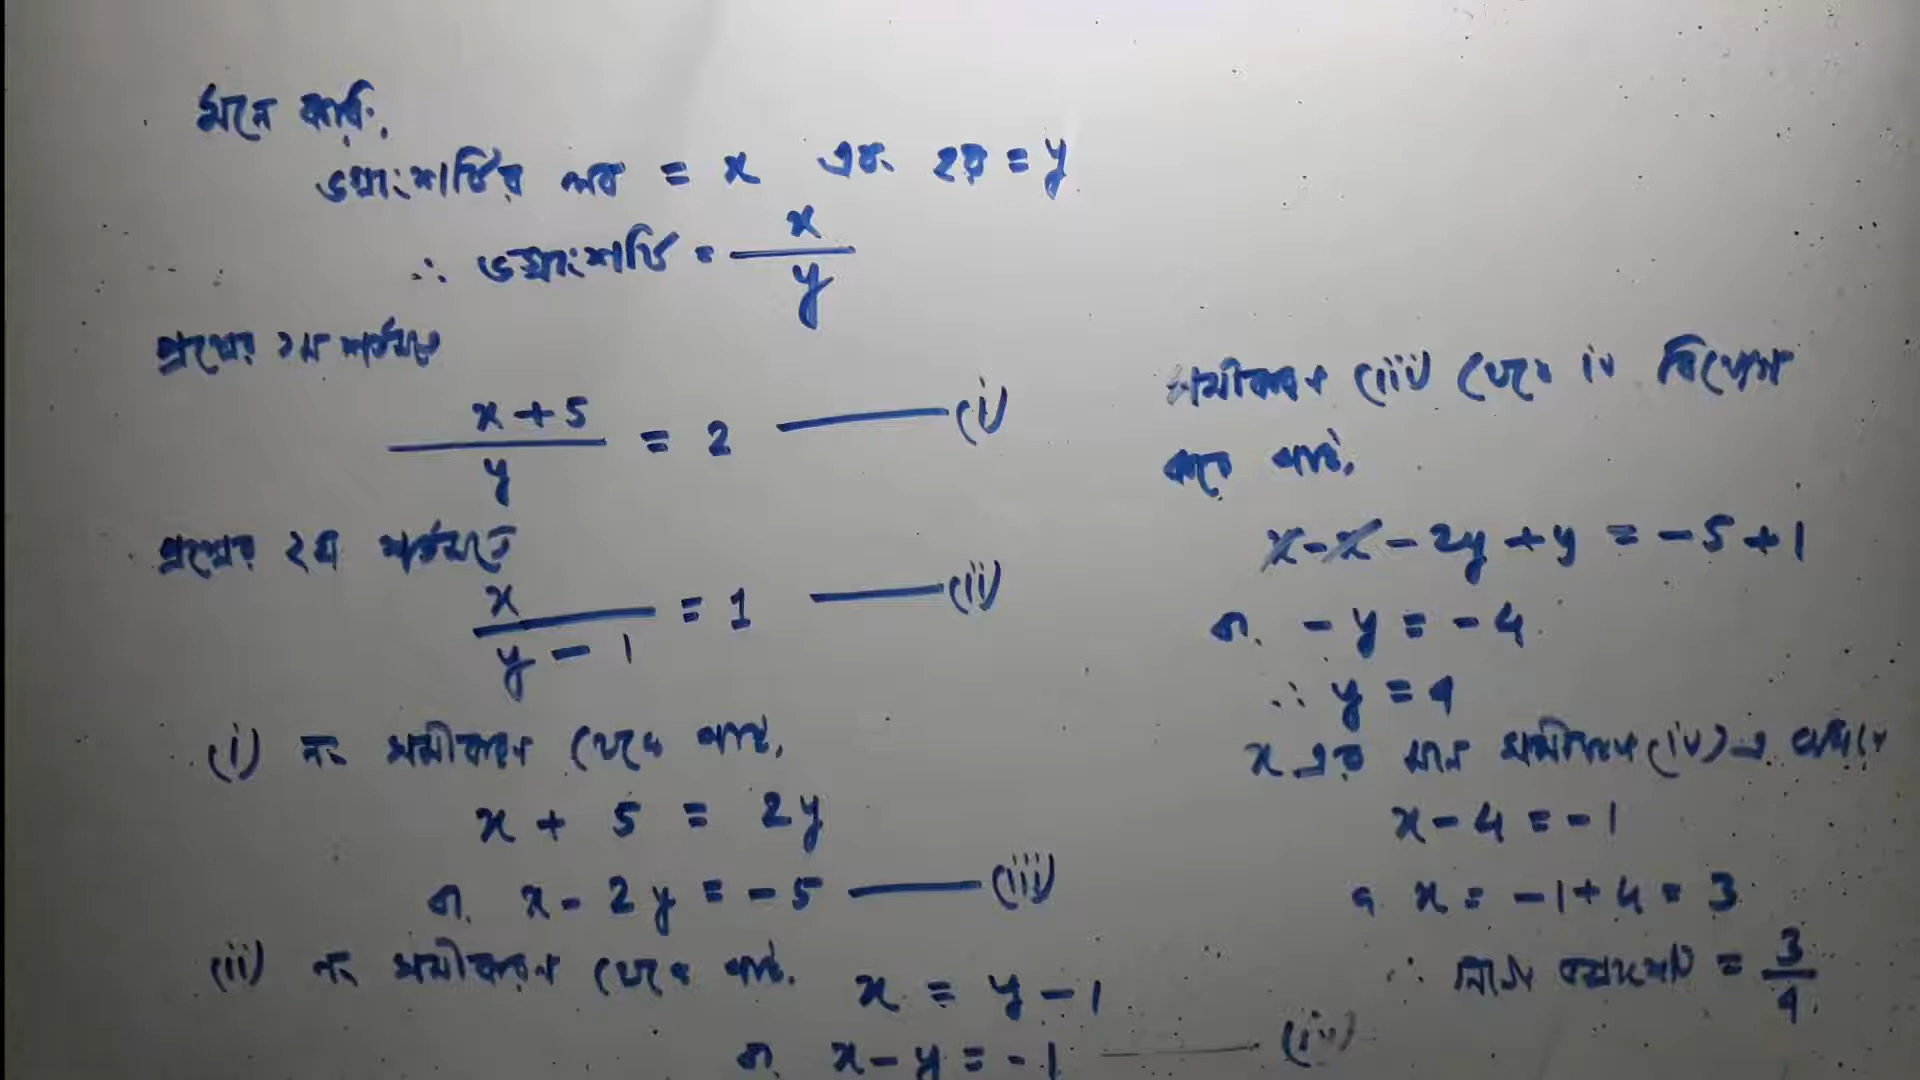 মনে করি,
ভগ্নাংশটির লব = x এবং হর = y
∴ ভগ্নাংশটি = x/y
প্রশ্নের ১ম শর্তমতে
(x + 5)/y = 2 —— (i)
প্রশ্নের ২য় শর্তমতে
x/(y - 1) = 1 —— (ii)
(i) নং সমীকরণ থেকে পাই,
x + 5 = 2y
বা, x - 2y = -5 —— (iii)
(ii) নং সমীকরণ থেকে পাই, x = y - 1
বা, x - y = -1 —— (iv)
সমীকরণ (iii) থেকে iv বিয়োগ
করে পাই,
x - x - 2y + y = -5 + 1
বা, -y = -4
∴ y = 4
x এর মান সমীকরণ (iv) এ বসিয়ে
x - 4 = -1
বা x = -1 + 4 = 3
∴ নির্ণেয় ভগ্নাংশটি = 3/4